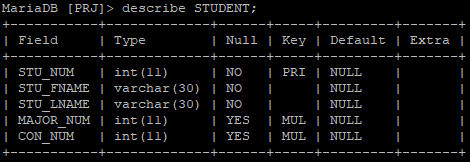 MariaDB [PRJ]> describe STUDENT;
+-----------+-------------+------+-----+---------+-------+
| Field     | Type        | Null | Key | Default | Extra |
+-----------+-------------+------+-----+---------+-------+
| STU_NUM   | int(11)     | NO   | PRI | NULL    |       |
| STU_FNAME | varchar(30) | NO   |     | NULL    |       |
| STU_LNAME | varchar(30) | NO   |     | NULL    |       |
| MAJOR_NUM | int(11)     | YES  | MUL | NULL    |       |
| CON_NUM   | int(11)     | YES  | MUL | NULL    |       |
+-----------+-------------+------+-----+---------+-------+